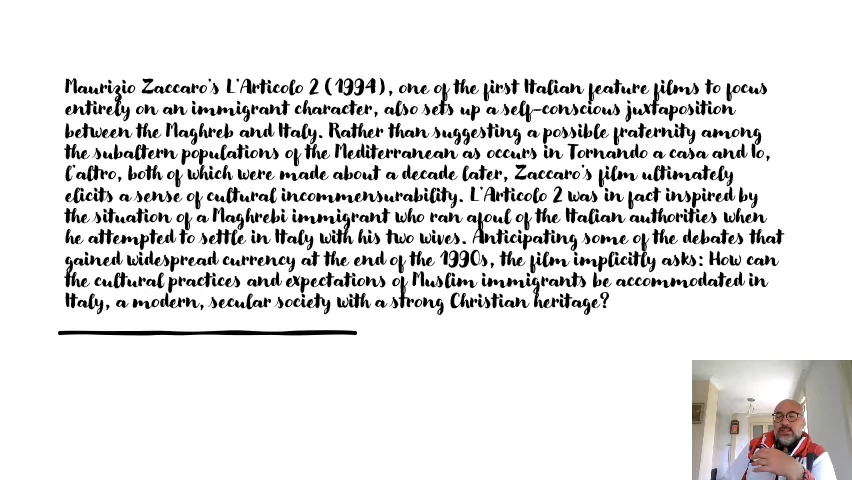 Maurizio Zaccaro's L'Articolo 2 (1994), one of the first Italian feature films to focus
entirely on an immigrant character, also sets up a self-conscious juxtaposition
between the Maghreb and Italy. Rather than suggesting a possible fraternity among
the subaltern populations of the Mediterranean as occurs in Tornando a casa and Io,
l'altro, both of which were made about a decade later, Zaccaro's film ultimately
elicits a sense of cultural incommensurability. L'Articolo 2 was in fact inspired by
the situation of a Maghrebi immigrant who ran afoul of the Italian authorities when
he attempted to settle in Italy with his two wives. Anticipating some of the debates that
gained widespread currency at the end of the 1990s, the film implicitly asks: How can
the cultural practices and expectations of Muslim immigrants be accommodated in
Italy, a modern, secular society with a strong Christian heritage?